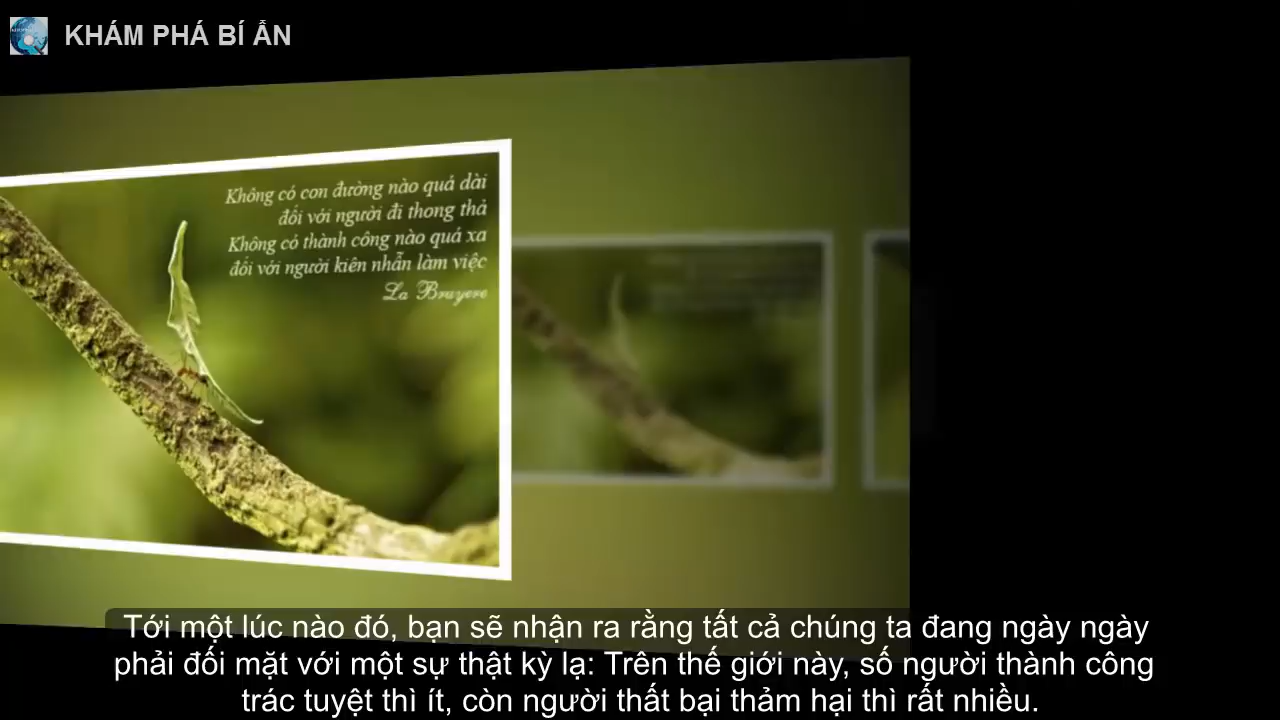 KHÁM PHÁ BÍ ẨN
Không có con đường nào quá dài
đối với người đi thong thả
Không có thành công nào quá xa
đối với người kiên nhẫn làm việc
La Bruyere
Tới một lúc nào đó, bạn sẽ nhận ra rằng tất cả chúng ta đang ngày ngày
phải đối mặt với một sự thật kỳ lạ: Trên thế giới này, số người thành công
trác tuyệt thì ít, còn người thất bại thảm hại thì rất nhiều.